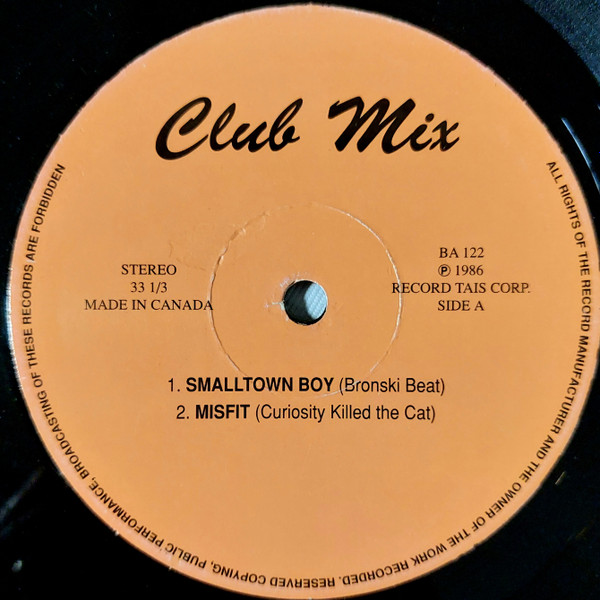 Club Mix
STEREO
33 1/3
MADE IN CANADA
BA 122
℗ 1986
RECORD TAIS CORP.
SIDE A
1. SMALLTOWN BOY (Bronski Beat)
2. MISFIT (Curiosity Killed the Cat)
ALL RIGHTS OF THE RECORD MANUFACTURER AND THE OWNER OF THE WORK RECORDED. RESERVED COPYING, PUBLIC PERFORMANCE, BROADCASTING OF THESE RECORDS ARE FORBIDDEN